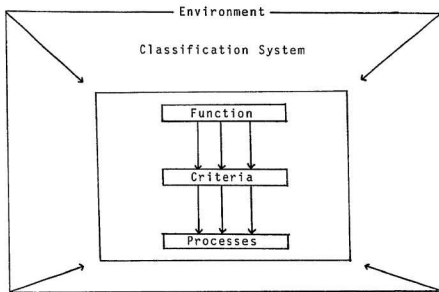 Environment
Classification System
Function
Criteria
Processes